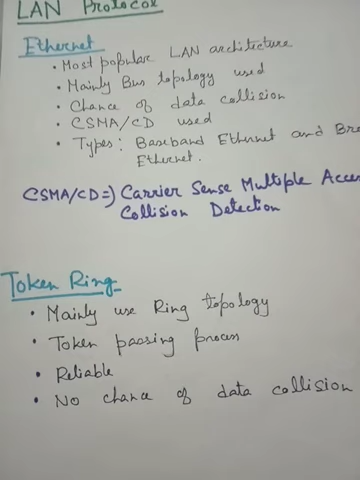 LAN Protocol
Ethernet
• Most popular LAN architecture
• Mainly Bus topology used
• Chance of data collision
• CSMA/CD used
• Types: Baseband Ethernet and Bro
Ethernet.
CSMA/CD=) Carrier Sense Multiple Acce
Collision Detection
Token Ring
• Mainly use Ring topology
• Token passing process
• Reliable
• No chance of data collision